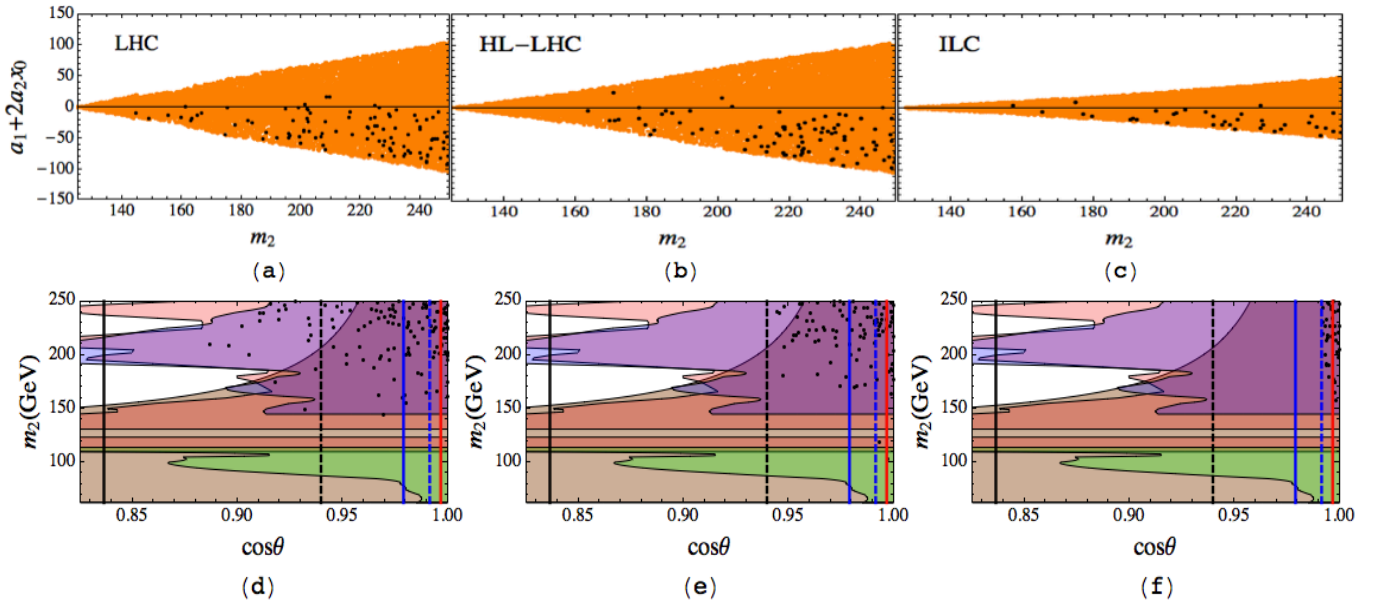 LHC
HL-LHC
ILC
a₁+2a₂x₀
150
100
50
0
-50
-100
-150
140 160 180 200 220 240
140 160 180 200 220 240
140 160 180 200 220 240
m₂ m₂ m₂
(a) (b) (c)
m₂(GeV)
250
200
150
100
0.85 0.90 0.95 1.00
cosθ
(d)
m₂(GeV)
250
200
150
100
0.85 0.90 0.95 1.00
cosθ
(e)
m₂(GeV)
250
200
150
100
0.85 0.90 0.95 1.00
cosθ
(f)